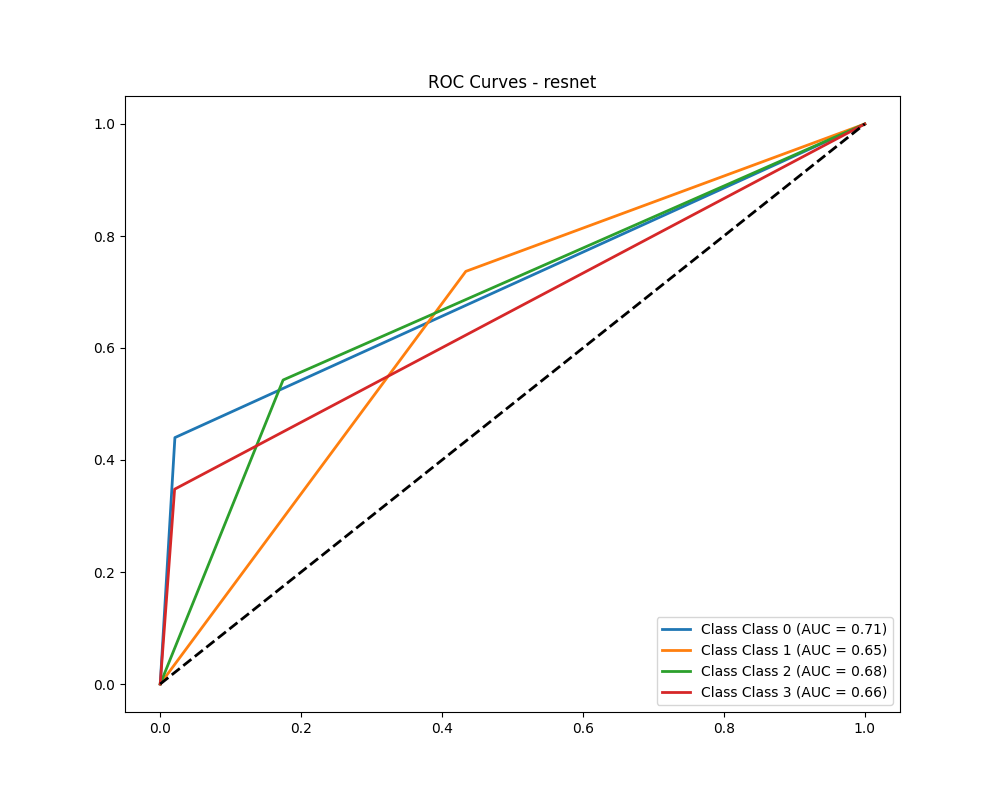 ROC Curves - resnet
1.0
0.8
0.6
0.4
0.2
0.0
0.0 0.2 0.4 0.6 0.8 1.0
Class Class 0 (AUC = 0.71)
Class Class 1 (AUC = 0.65)
Class Class 2 (AUC = 0.68)
Class Class 3 (AUC = 0.66)